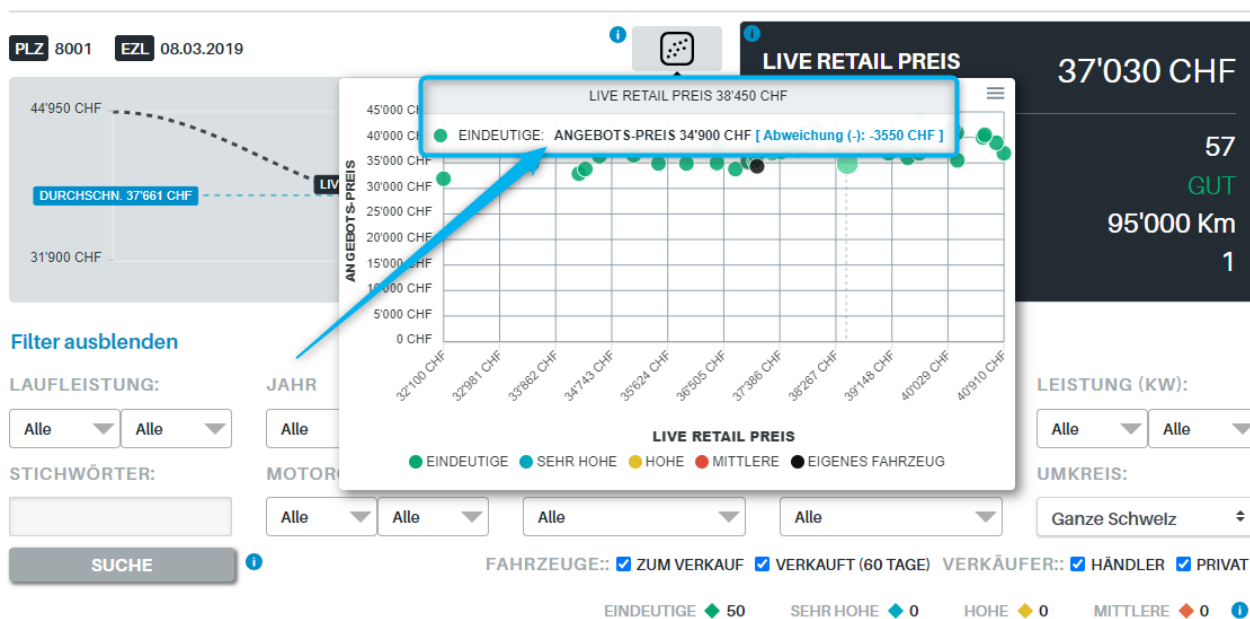 PLZ 8001 EZL 08.03.2019
LIVE RETAIL PREIS 37'030 CHF
57
GUT
95'000 Km
1
44'950 CHF
DURCHSCHN. 37'661 CHF
LIV
31'900 CHF
LIVE RETAIL PREIS 38'450 CHF
EINDEUTIGE: ANGEBOTS-PREIS 34'900 CHF [ Abweichung (-): -3550 CHF ]
ANGEBOTS-PREIS
45'000 CH
40'000 CH
35'000 CHF
30'000 CHF
25'000 CHF
20'000 CHF
15'000 CHF
10'000 CHF
5'000 CHF
0 CHF
32'100 CHF 32'981 CHF 33'862 CHF 34'743 CHF 35'624 CHF 36'505 CHF 37'386 CHF 38'267 CHF 39'148 CHF 40'029 CHF 40'910 CHF
LIVE RETAIL PREIS
EINDEUTIGE SEHR HOHE HOHE MITTLERE EIGENES FAHRZEUG
Filter ausblenden
LAUFLEISTUNG: JAHR LEISTUNG (KW):
Alle Alle Alle Alle Alle
STICHWÖRTER: MOTOR UMKREIS:
Alle Alle Alle Alle Ganze Schweiz
SUCHE FAHRZEUGE:: ZUM VERKAUF VERKAUFT (60 TAGE) VERKÄUFER:: HÄNDLER PRIVAT
EINDEUTIGE 50 SEHR HOHE 0 HOHE 0 MITTLERE 0